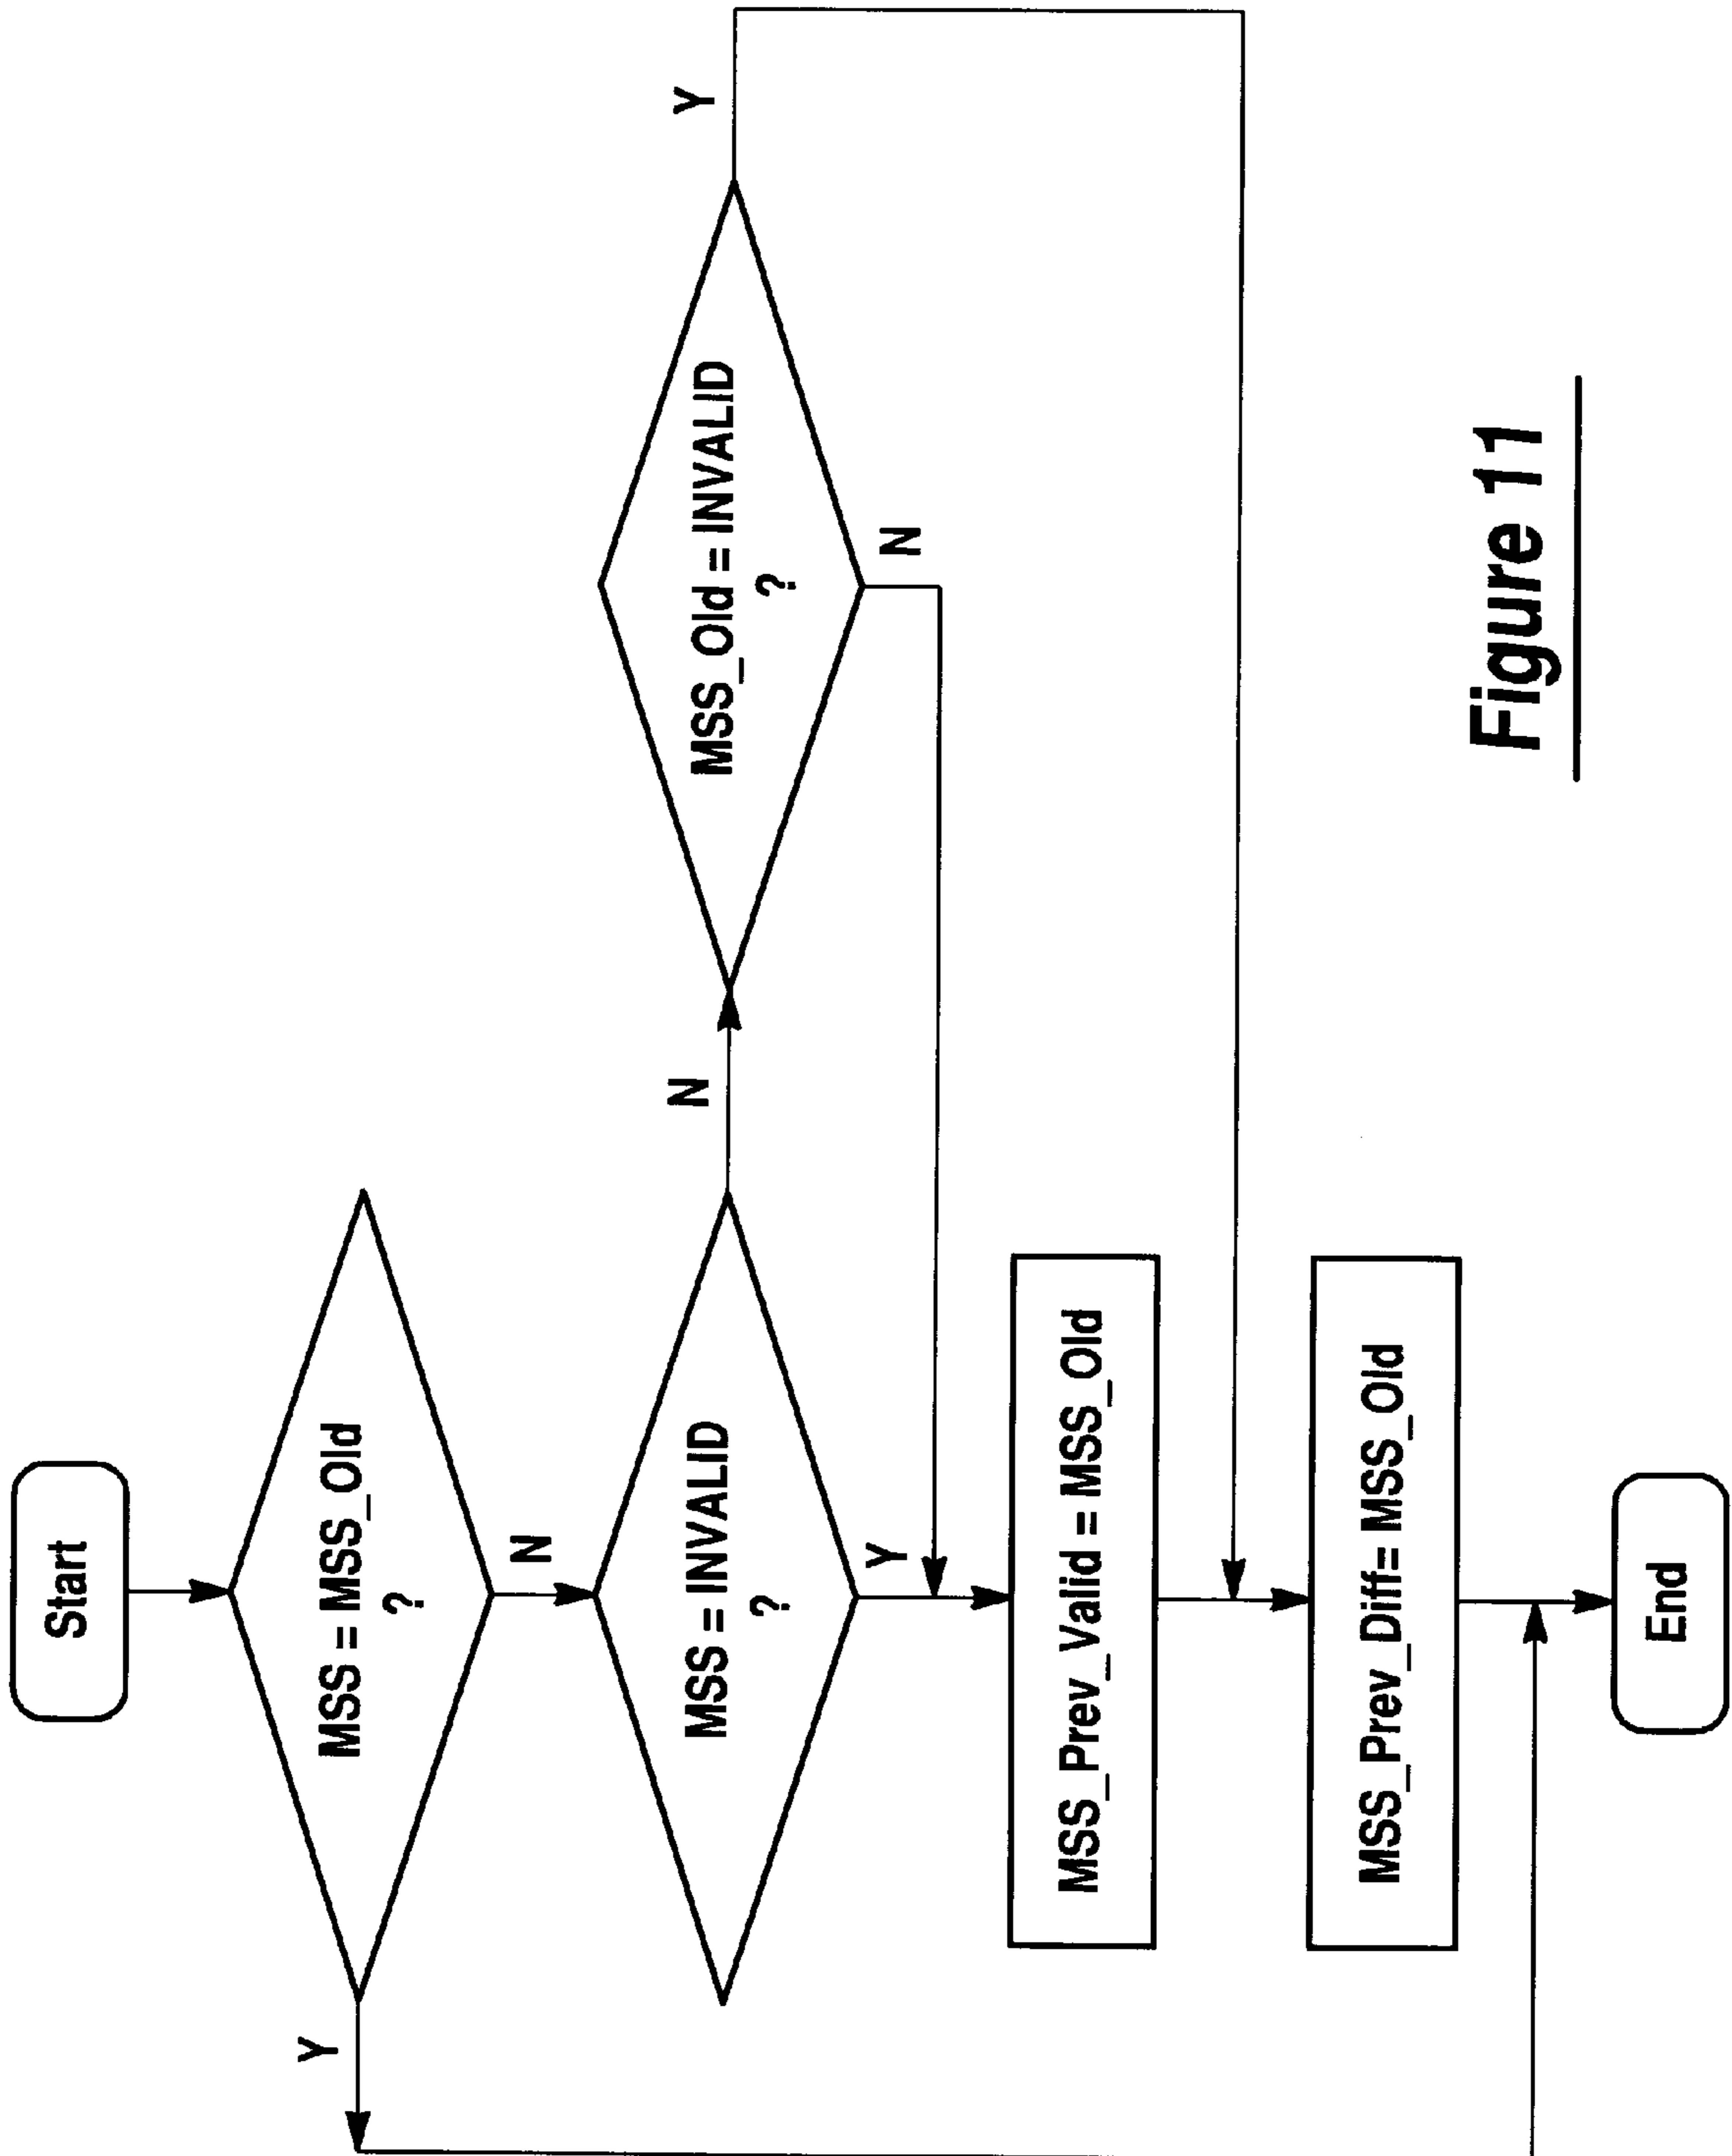 Start
MSS = MSS_Old
?
Y
N
MSS = INVALID
?
N
Y
MSS_Old = INVALID
?
Y
N
MSS_Prev_Valid = MSS_Old
MSS_Prev_Diff= MSS_Old
End
Figure 11